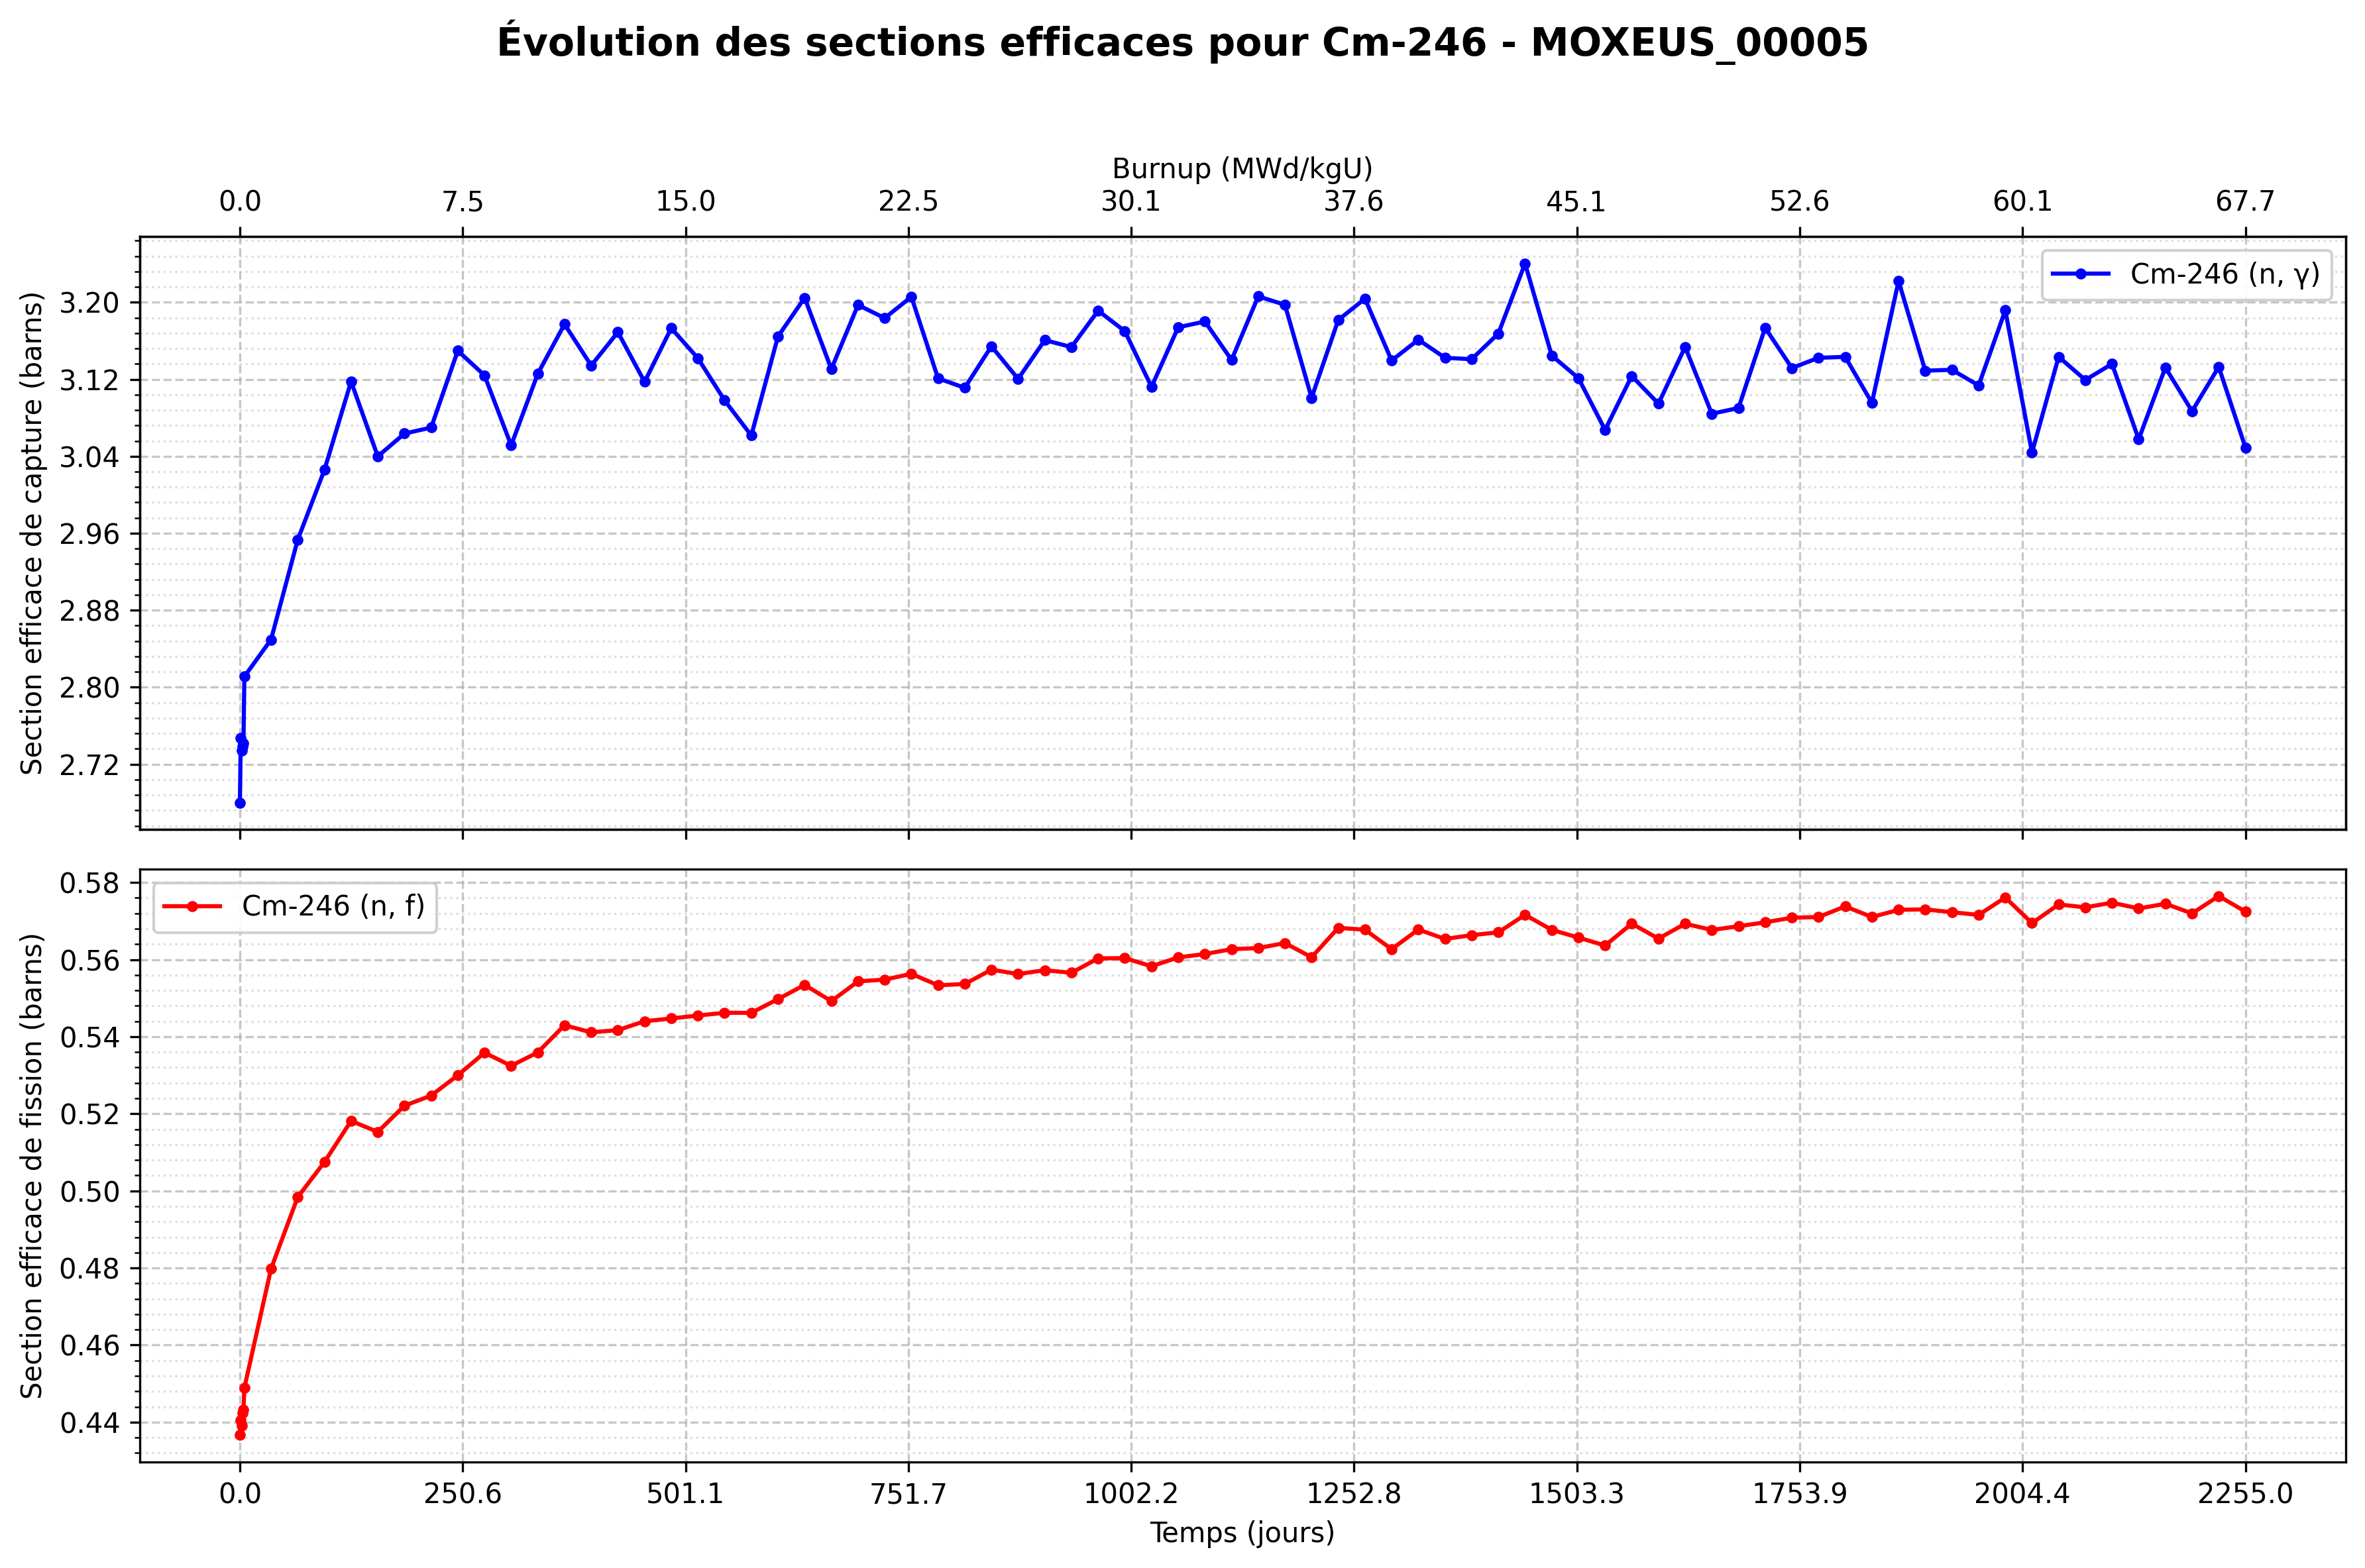 Évolution des sections efficaces pour Cm-246 - MOXEUS_00005
Burnup (MWd/kgU)
0.0 7.5 15.0 22.5 30.1 37.6 45.1 52.6 60.1 67.7
Section efficace de capture (barns)
3.20
3.12
3.04
2.96
2.88
2.80
2.72
Cm-246 (n, γ)
Section efficace de fission (barns)
0.58
0.56
0.54
0.52
0.50
0.48
0.46
0.44
Cm-246 (n, f)
0.0 250.6 501.1 751.7 1002.2 1252.8 1503.3 1753.9 2004.4 2255.0
Temps (jours)